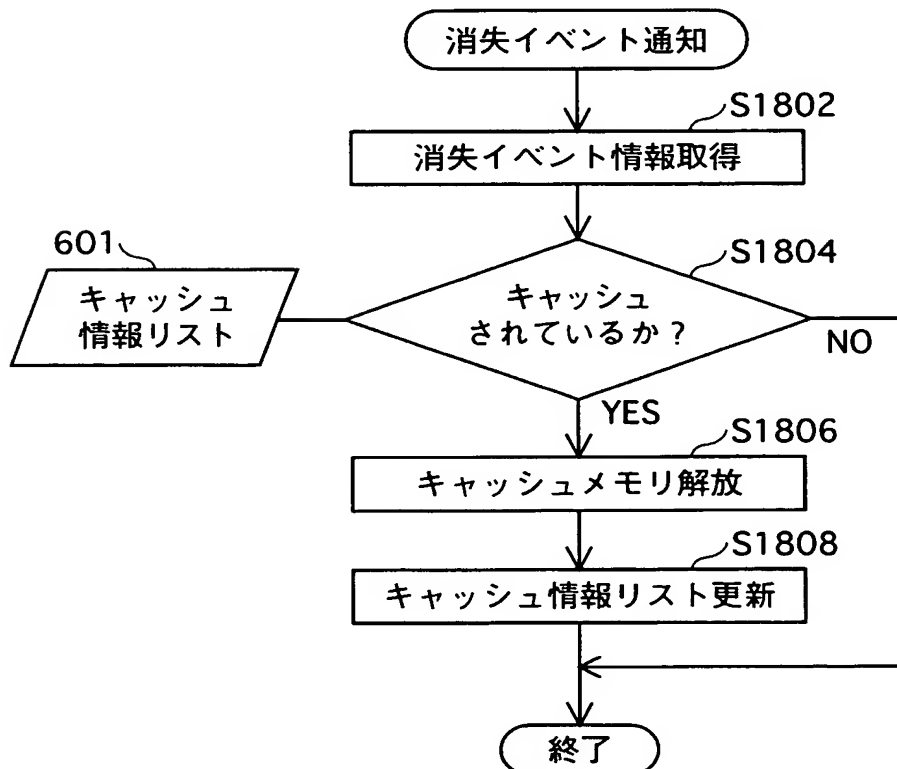 消失イベント通知
S1802
消失イベント情報取得
601
S1804
キャッシュ
情報リスト
キャッシュ
されているか？
NO
YES
S1806
キャッシュメモリ解放
S1808
キャッシュ情報リスト更新
終了